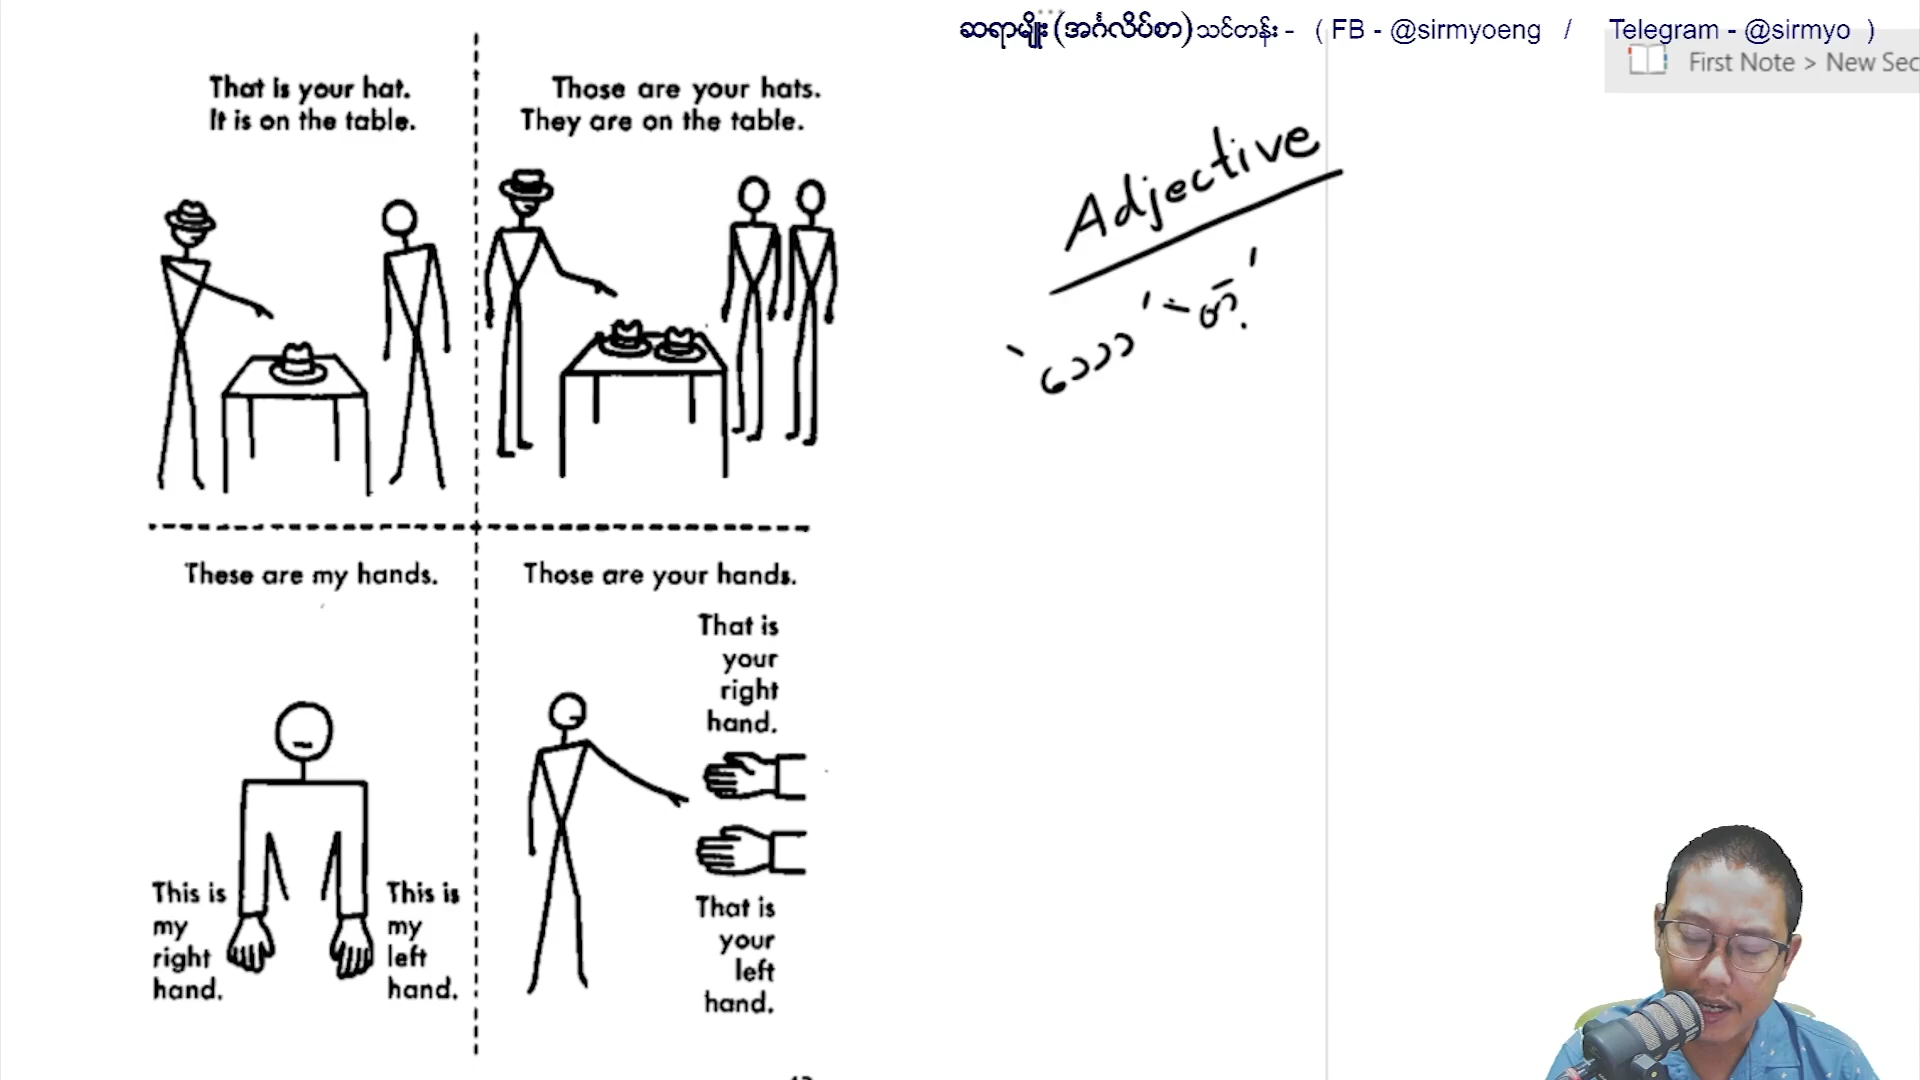 ဆရာမျိုး (အင်္ဂလိပ်စာ) သင်တန်း - ( FB - @sirmyoeng / Telegram - @sirmyo )
First Note > New Sec
That is your hat.
It is on the table.
Those are your hats.
They are on the table.
These are my hands.
This is
my
right
hand.
This is
my
left
hand.
Those are your hands.
That is
your
right
hand.
That is
your
left
hand.
Adjective